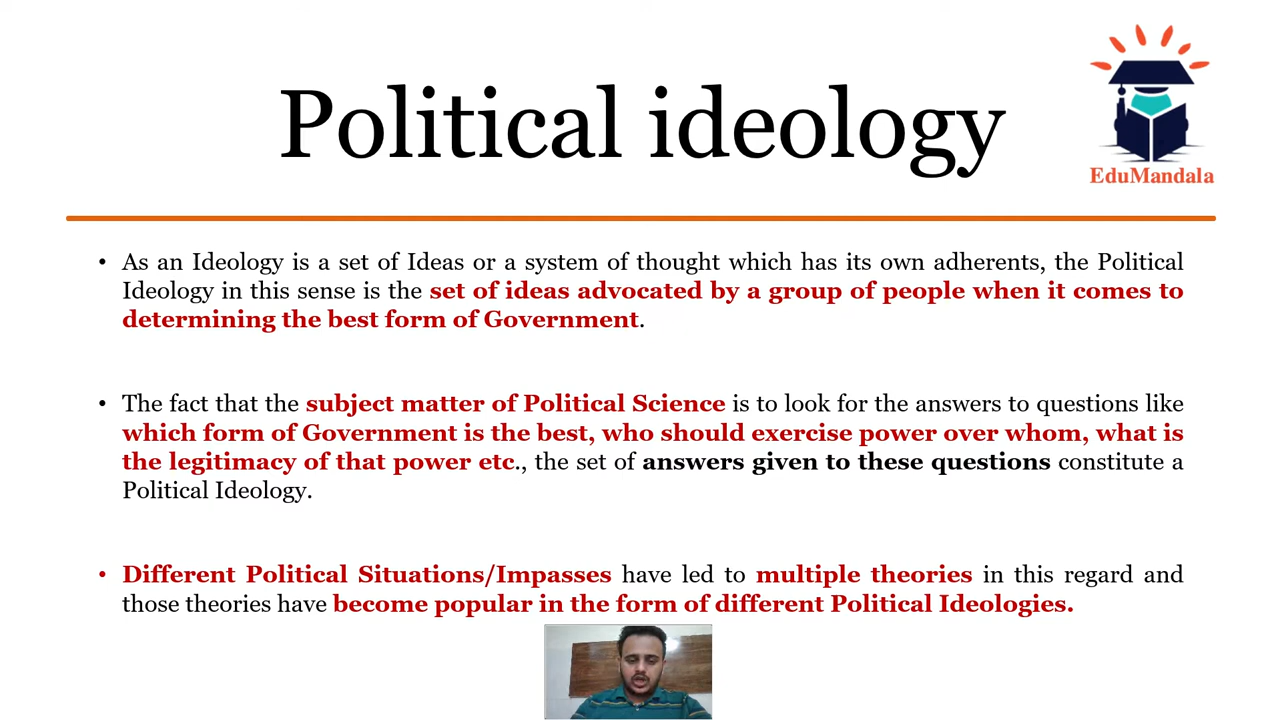 Political ideology
EduMandala
• As an Ideology is a set of Ideas or a system of thought which has its own adherents, the Political
Ideology in this sense is the set of ideas advocated by a group of people when it comes to
determining the best form of Government.
• The fact that the subject matter of Political Science is to look for the answers to questions like
which form of Government is the best, who should exercise power over whom, what is
the legitimacy of that power etc., the set of answers given to these questions constitute a
Political Ideology.
• Different Political Situations/Impasses have led to multiple theories in this regard and
those theories have become popular in the form of different Political Ideologies.